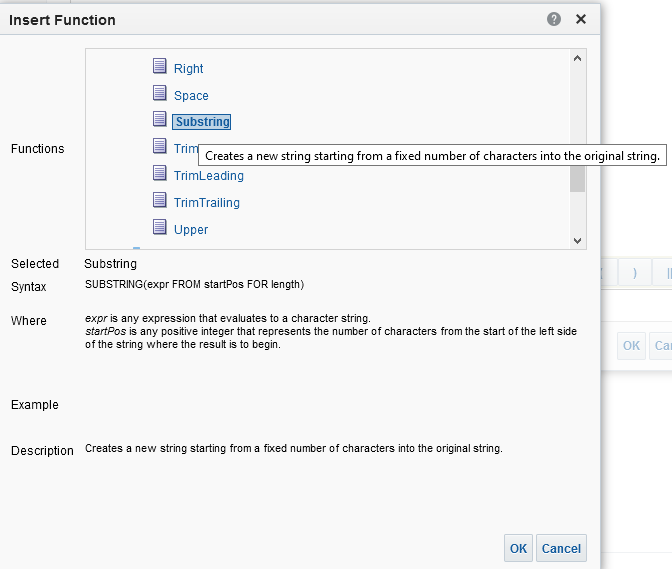 Insert Function
Right
Space
Substring
Trim
Creates a new string starting from a fixed number of characters into the original string.
TrimLeading
TrimTrailing
Upper
Functions
Selected Substring
Syntax SUBSTRING(expr FROM startPos FOR length)
Where expr is any expression that evaluates to a character string.
startPos is any positive integer that represents the number of characters from the start of the left side
of the string where the result is to begin.
Example
Description Creates a new string starting from a fixed number of characters into the original string.
OK Cancel
)
OK